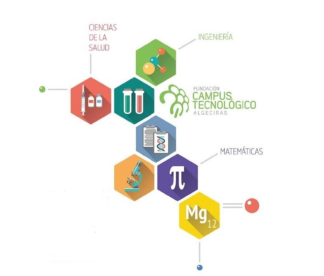 CIENCIAS
DE LA
SALUD
INGENIERÍA
FUNDACIÓN
CAMPUS
TECNOLÓGICO
ALGECIRAS
MATEMÁTICAS
π
Mg
12